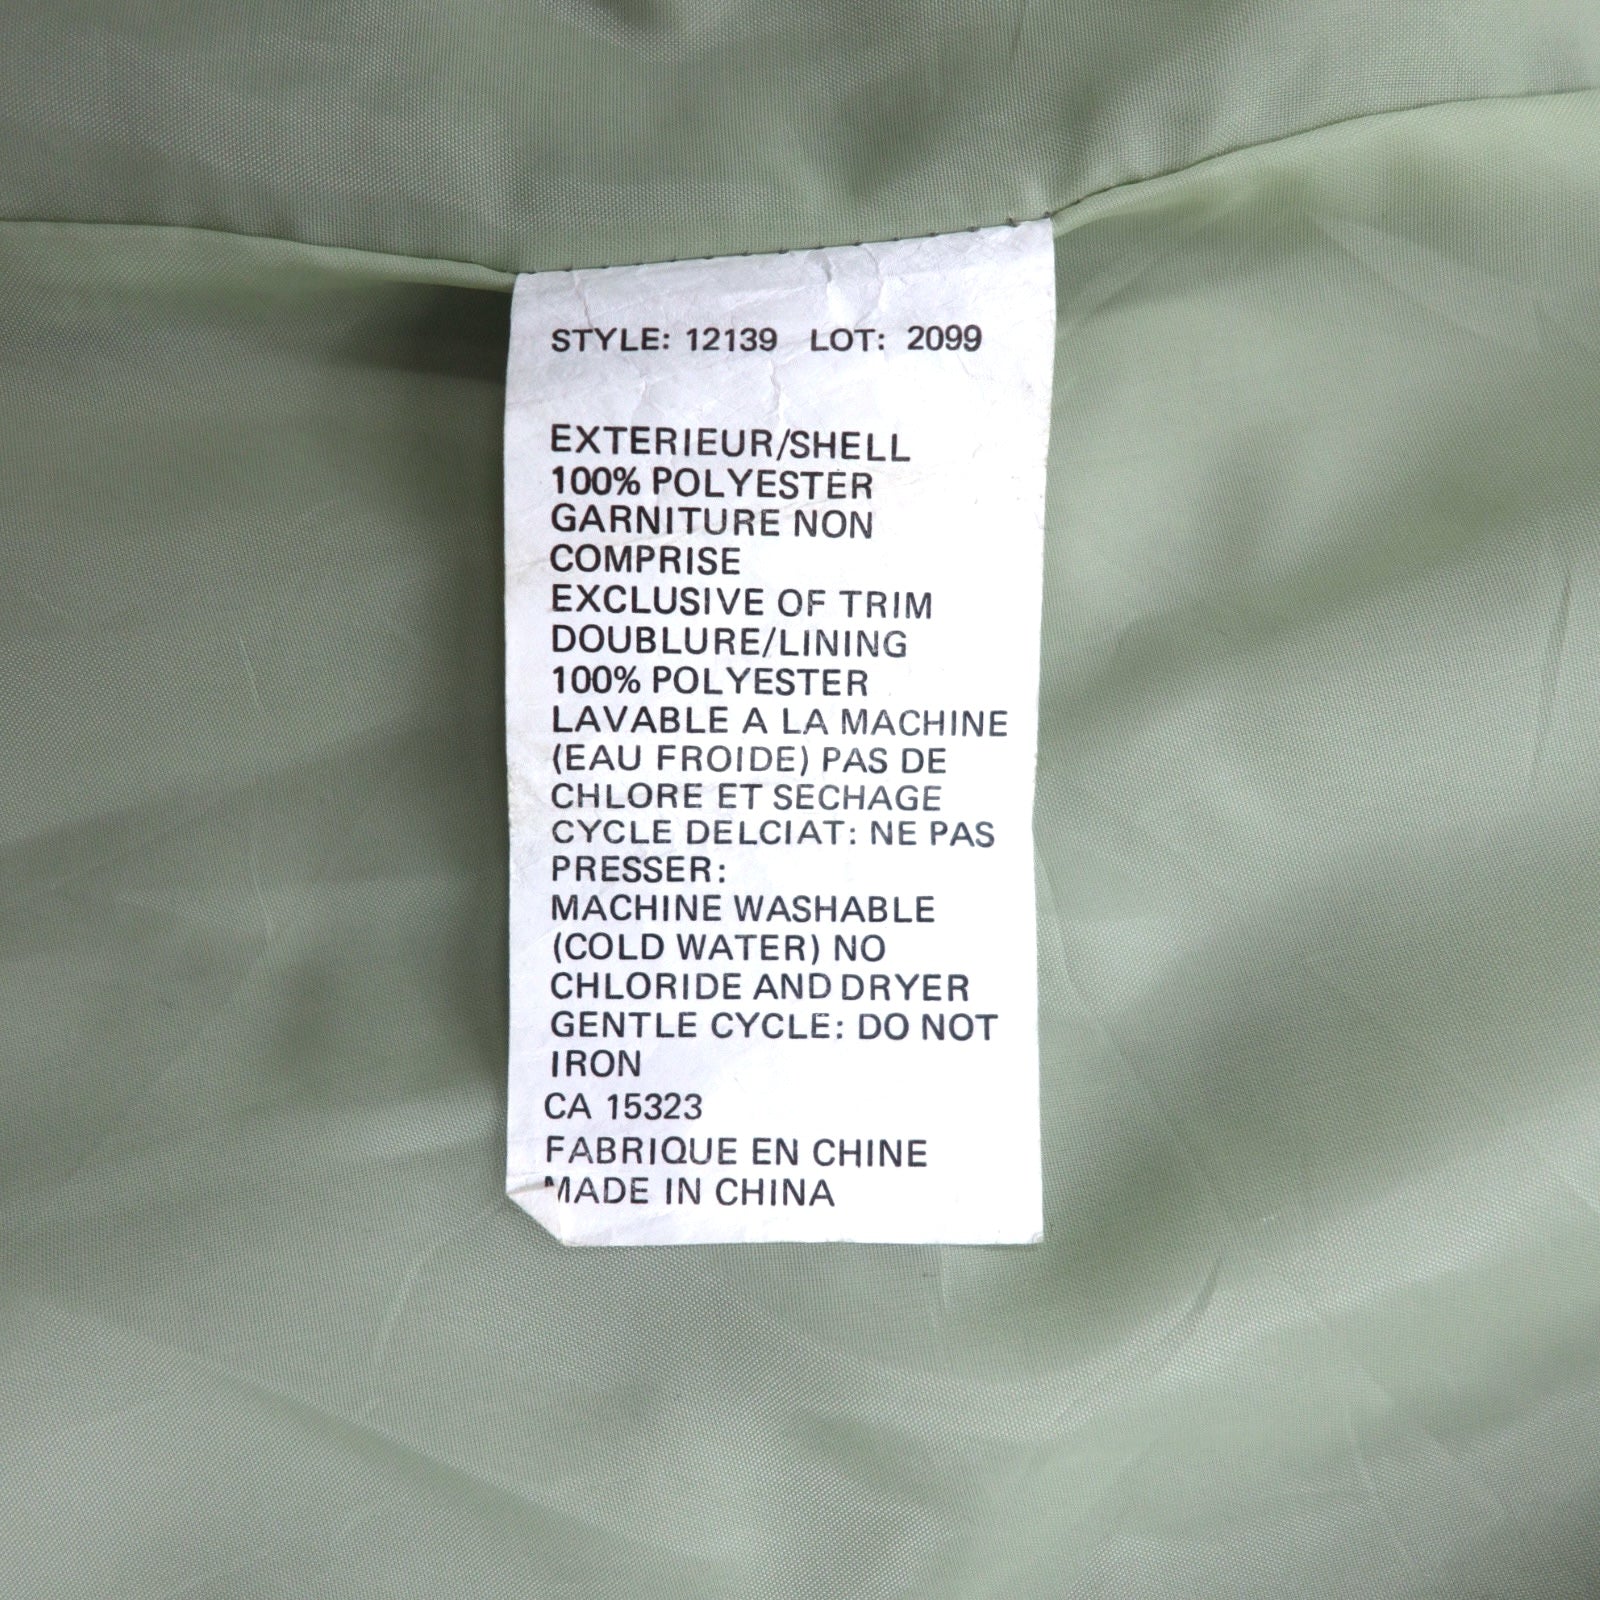 STYLE: 12139 LOT: 2099
EXTERIEUR/SHELL
100% POLYESTER
GARNITURE NON
COMPRISE
EXCLUSIVE OF TRIM
DOUBLURE/LINING
100% POLYESTER
LAVABLE A LA MACHINE
(EAU FROIDE) PAS DE
CHLORE ET SECHAGE
CYCLE DELCIAT: NE PAS
PRESSER:
MACHINE WASHABLE
(COLD WATER) NO
CHLORIDE AND DRYER
GENTLE CYCLE: DO NOT
IRON
CA 15323
FABRIQUE EN CHINE
MADE IN CHINA